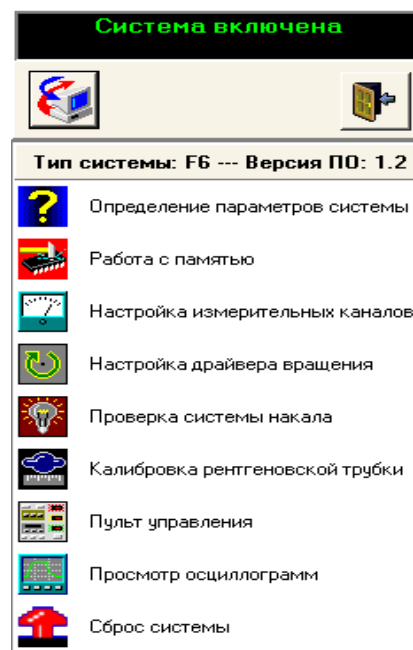 Система включена
Тип системы: F6 --- Версия ПО: 1.2
Определение параметров системы
Работа с памятью
Настройка измерительных каналов
Настройка драйвера вращения
Проверка системы накала
Калибровка рентгеновской трубки
Пульт управления
Просмотр осциллограмм
Сброс системы